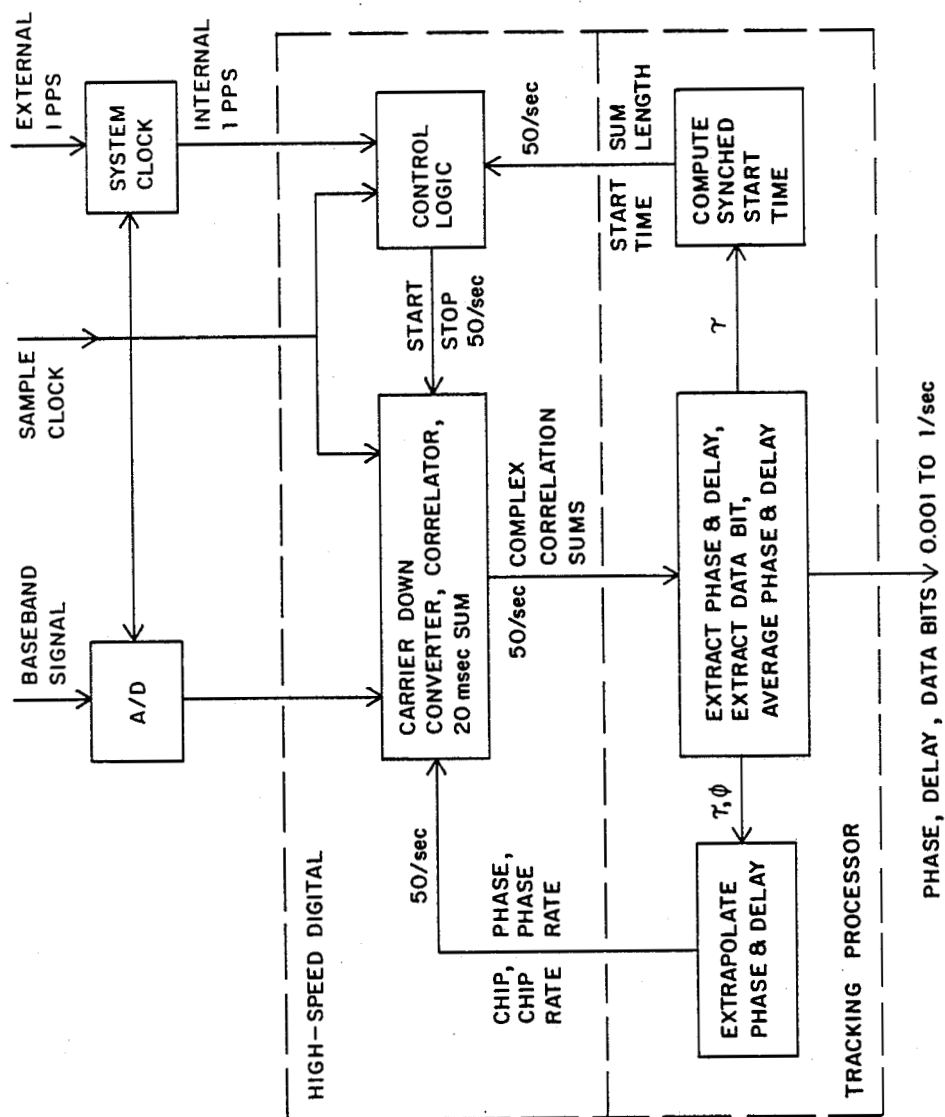 BASEBAND
SIGNAL
SAMPLE
CLOCK
EXTERNAL
1 PPS
A/D
SYSTEM
CLOCK
INTERNAL
1 PPS
HIGH-SPEED DIGITAL
50/sec
CARRIER DOWN
CONVERTER, CORRELATOR,
20 msec SUM
START
STOP
50/sec
CONTROL
LOGIC
50/sec
CHIP,
CHIP
RATE
PHASE,
PHASE
RATE
50/sec
COMPLEX
CORRELATION
SUMS
START
TIME
SUM
LENGTH
EXTRAPOLATE
PHASE & DELAY
τ,ϕ
EXTRACT PHASE & DELAY,
EXTRACT DATA BIT,
AVERAGE PHASE & DELAY
τ
COMPUTE
SYNCHED
START
TIME
TRACKING PROCESSOR
PHASE, DELAY, DATA BITS 0.001 TO 1/sec